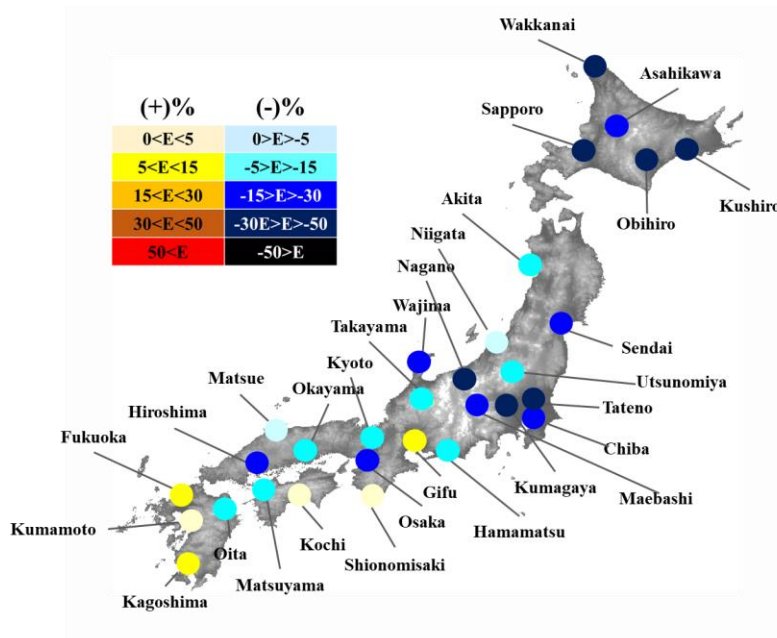 Wakkanai
Asahikawa
Sapporo
(+)% (-)%
0<E<5 0>E>-5
5<E<15 -5>E>-15
15<E<30 -15>E>-30
30<E<50 -30E>E>-50
50<E -50>E
Kushiro
Obihiro
Akita
Niigata
Nagano
Wajima
Takayama
Sendai
Kyoto
Matsue
Okayama
Utsunomiya
Hiroshima
Tateno
Fukuoka
Chiba
Gifu
Kumagaya
Maebashi
Kumamoto
Osaka
Hamamatsu
Oita
Kochi
Shionomisaki
Matsuyama
Kagoshima